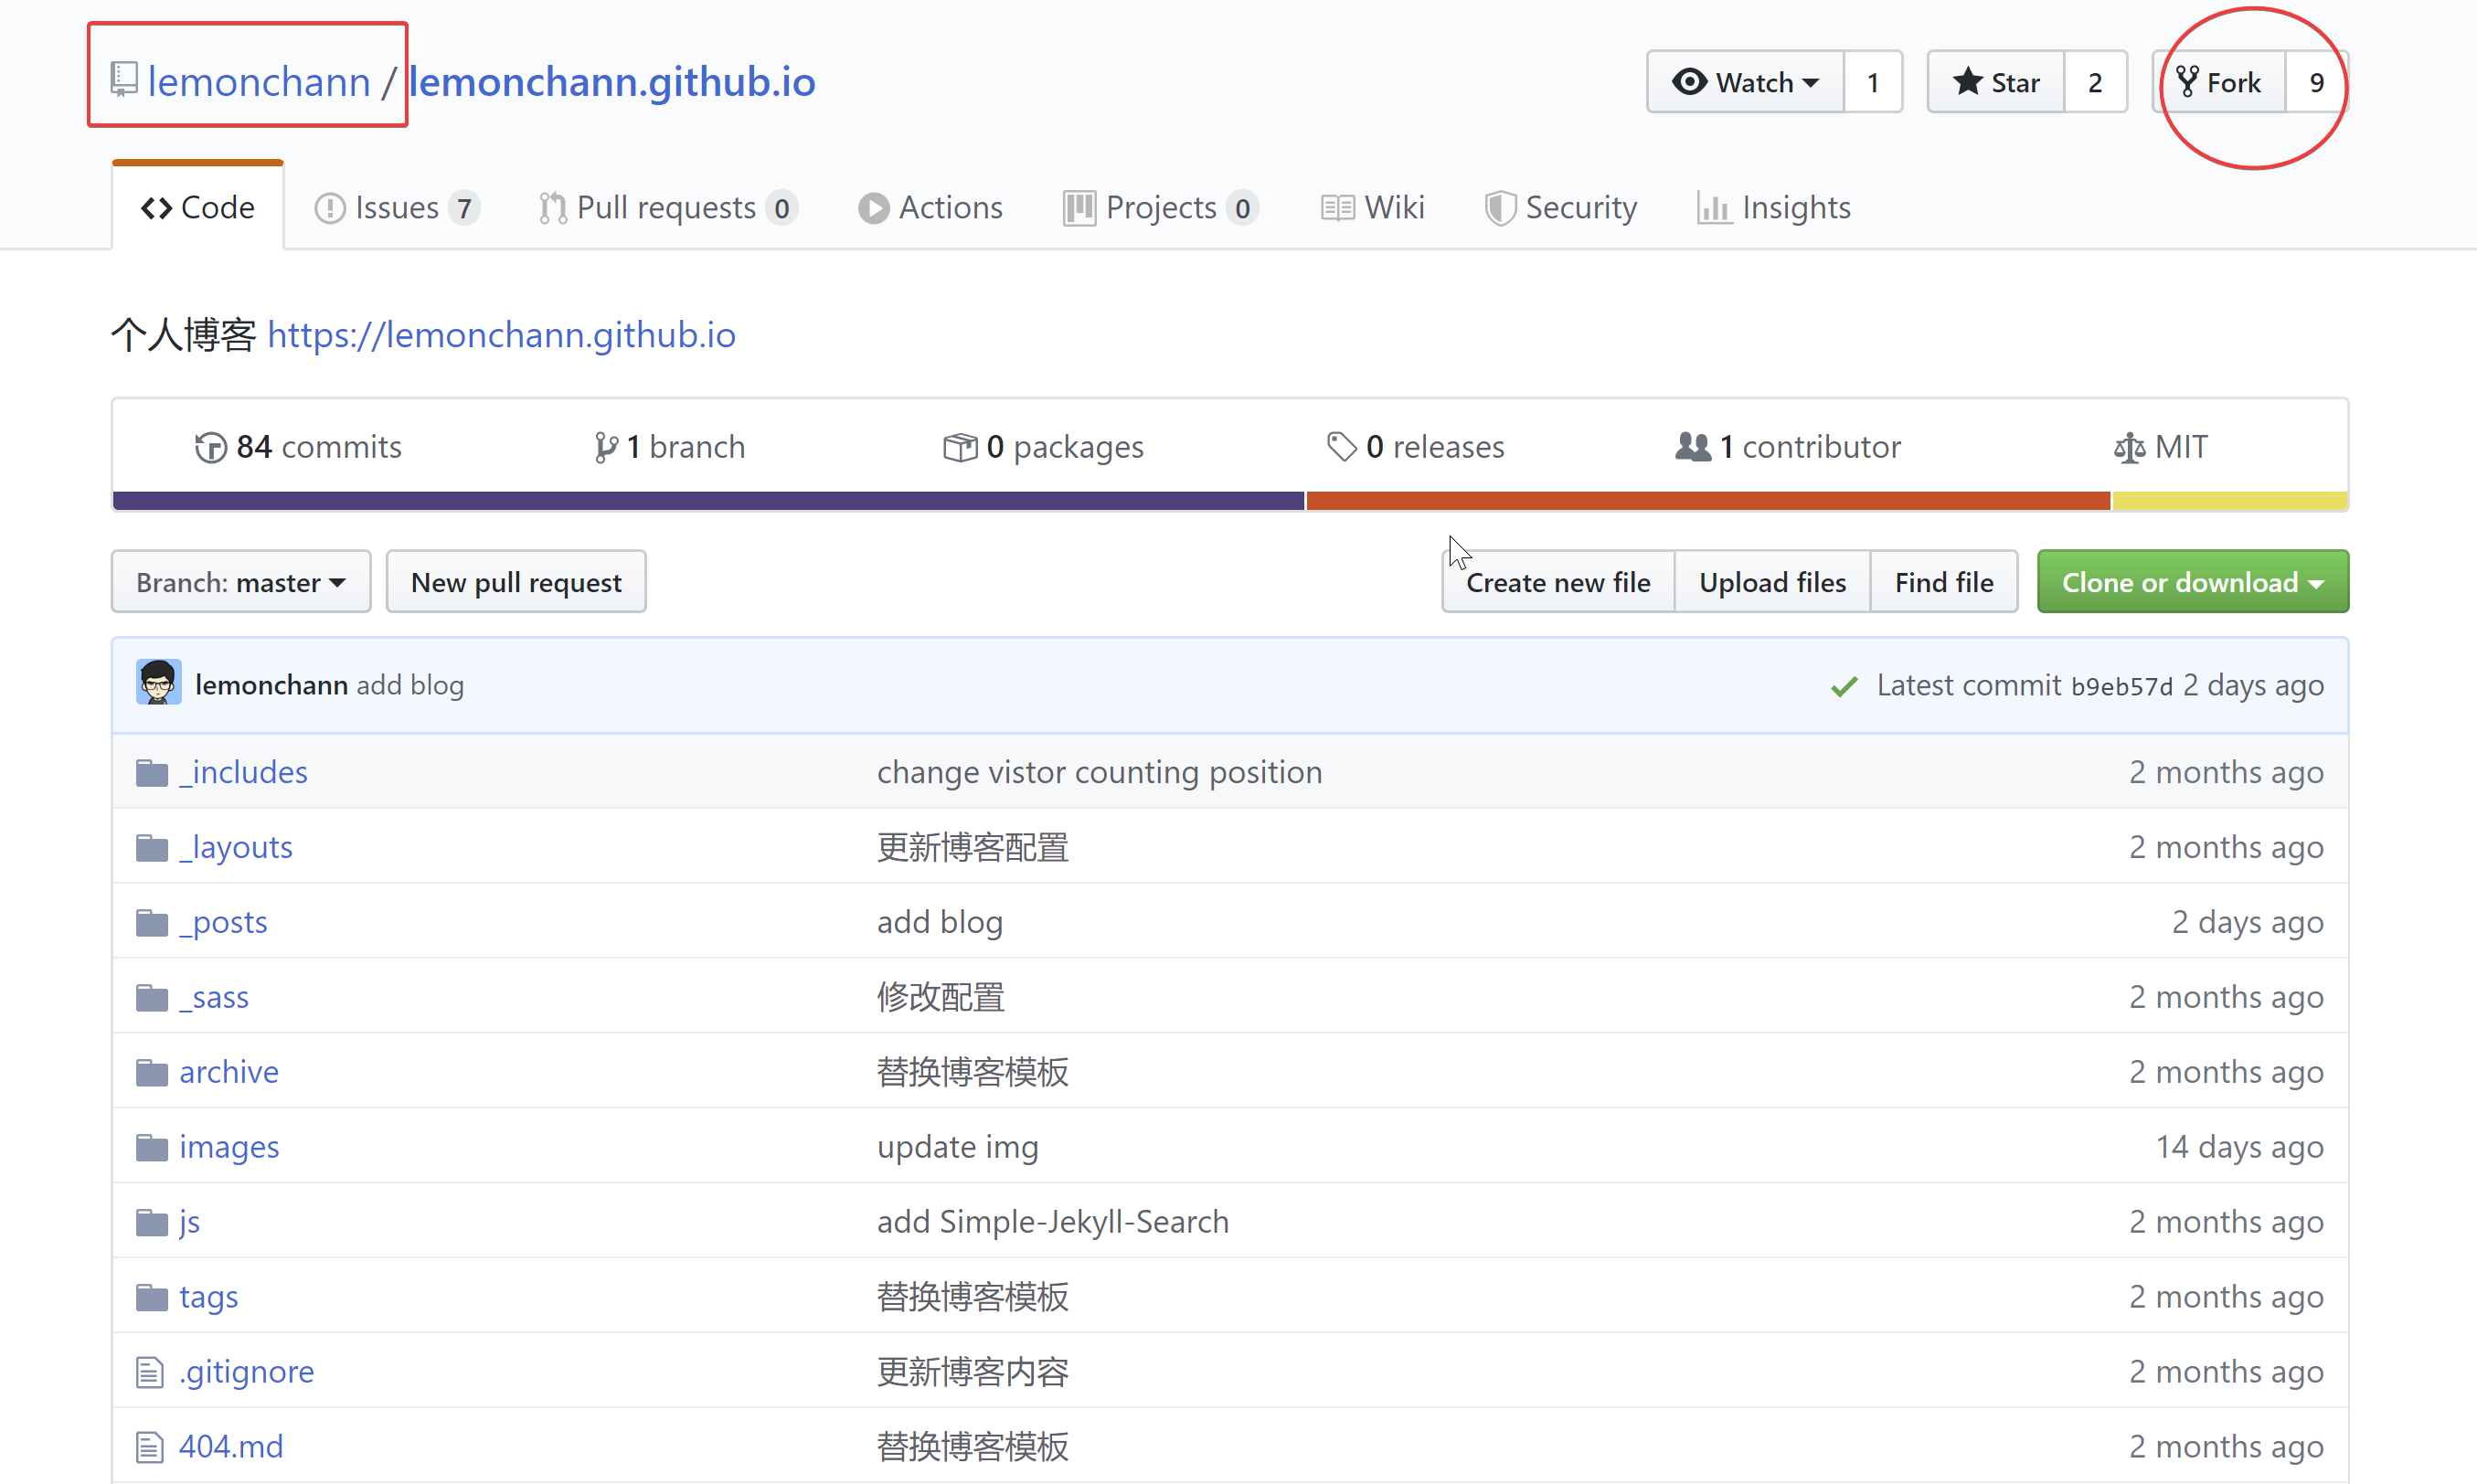 lemonchann / lemonchann.github.io Watch 1 Star 2 Fork 9
Code Issues 7 Pull requests 0 Actions Projects 0 Wiki Security Insights
个人博客 https://lemonchann.github.io
84 commits 1 branch 0 packages 0 releases 1 contributor MIT
Branch: master New pull request Create new file Upload files Find file Clone or download
lemonchann add blog Latest commit b9eb57d 2 days ago
_includes change vistor counting position 2 months ago
_layouts 更新博客配置 2 months ago
_posts add blog 2 days ago
_sass 修改配置 2 months ago
archive 替换博客模板 2 months ago
images update img 14 days ago
js add Simple-Jekyll-Search 2 months ago
tags 替换博客模板 2 months ago
.gitignore 更新博客内容 2 months ago
404.md 替换博客模板 2 months ago